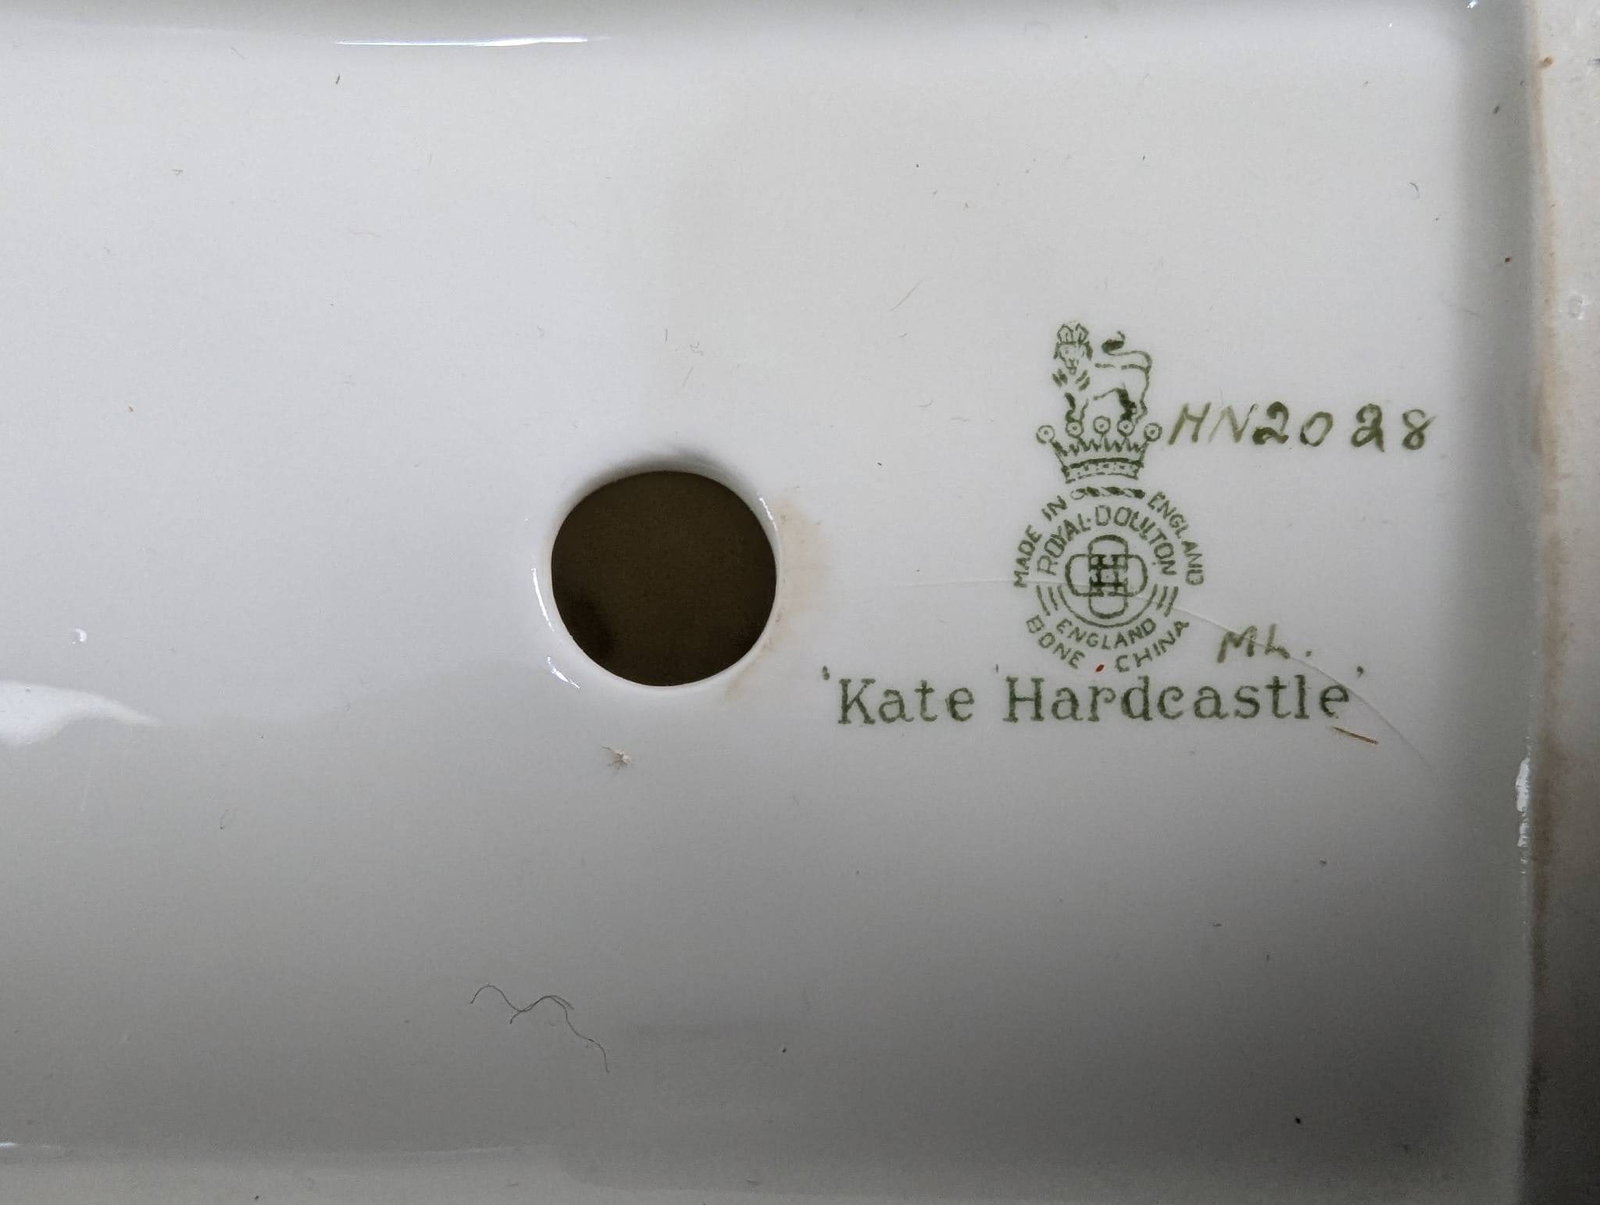 HN2028
MADE IN ENGLAND
ROYAL·DOULTON
ENGLAND
BONE CHINA
ML.
'Kate Hardcastle'